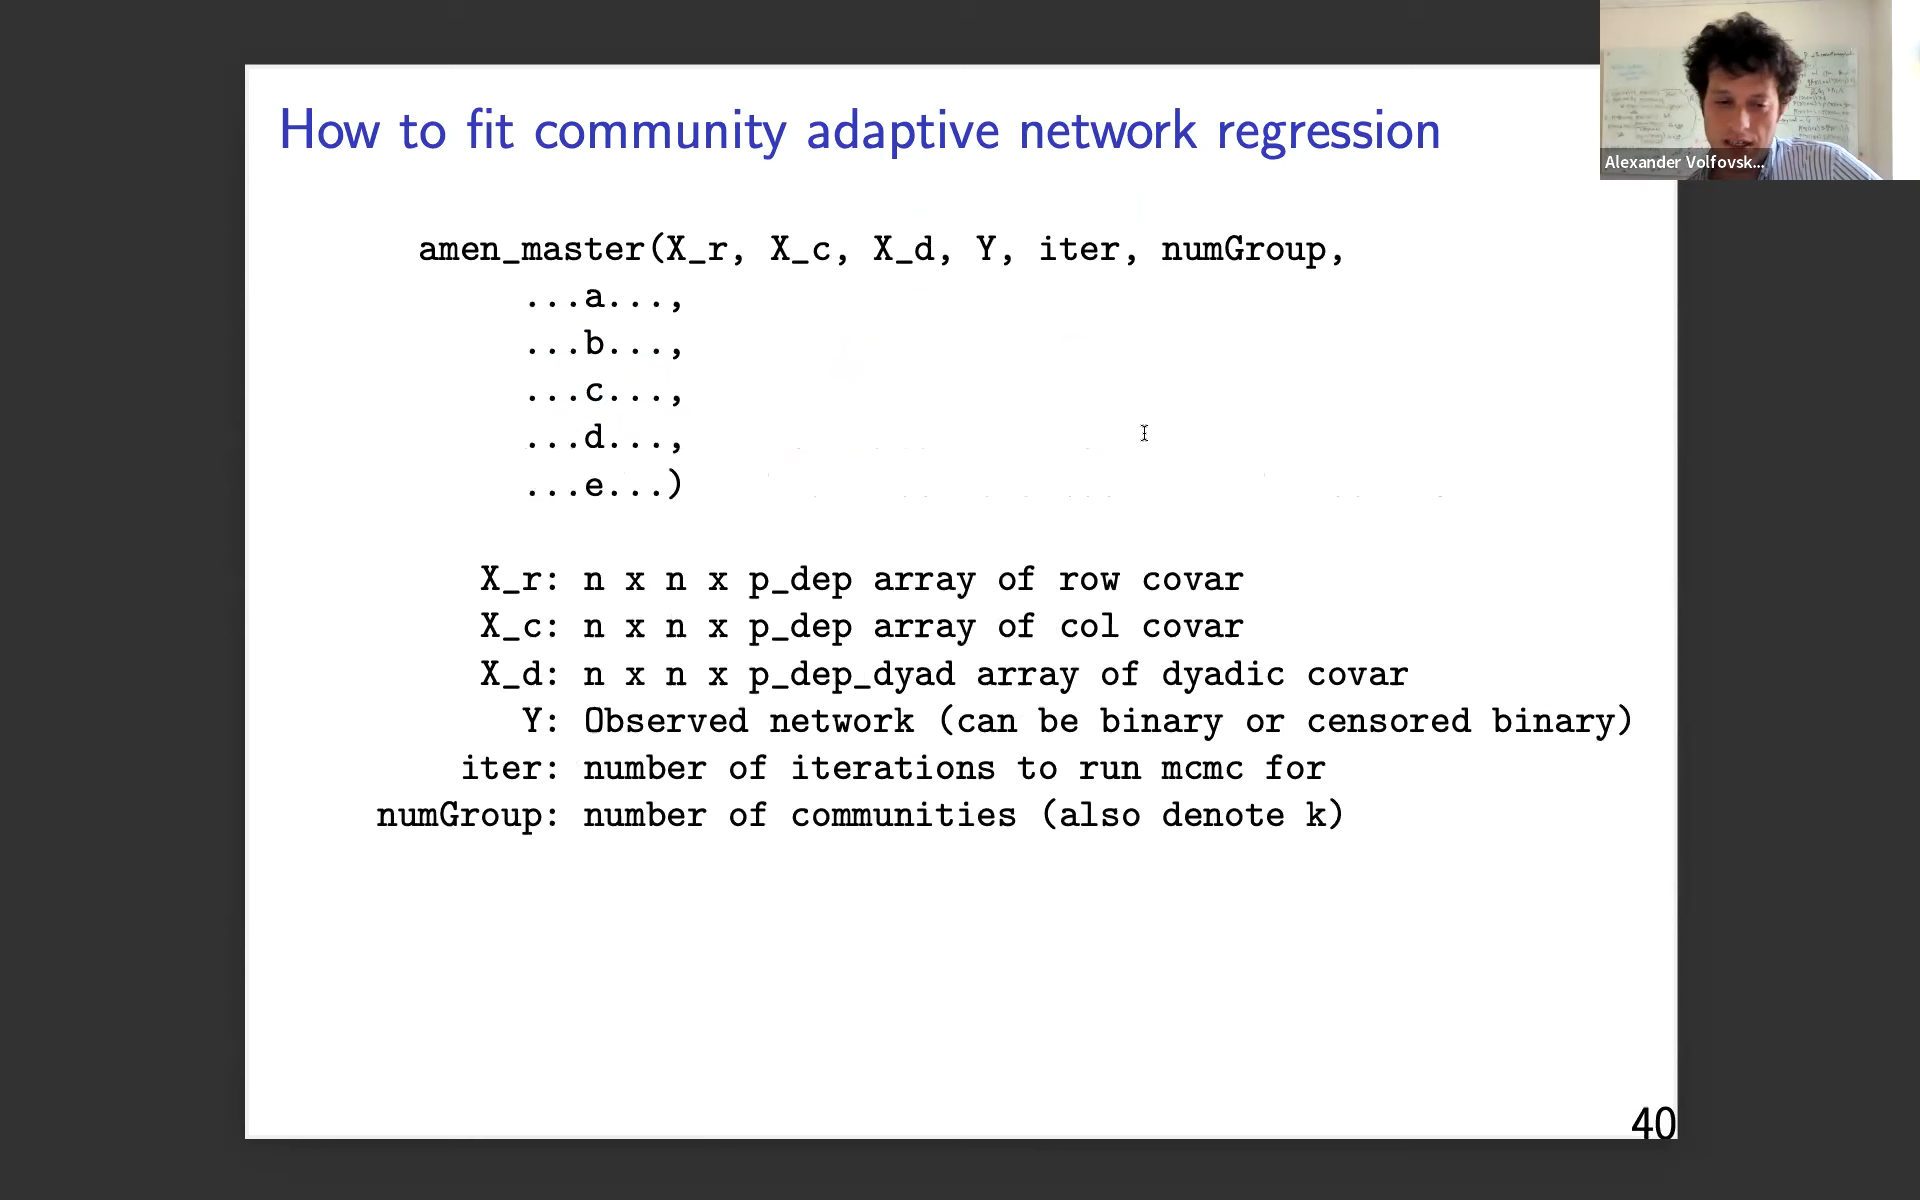 How to fit community adaptive network regression
amen_master(X_r, X_c, X_d, Y, iter, numGroup,
...a...,
...b...,
...c...,
...d...,
...e...)
X_r: n x n x p_dep array of row covar
X_c: n x n x p_dep array of col covar
X_d: n x n x p_dep_dyad array of dyadic covar
Y: Observed network (can be binary or censored binary)
iter: number of iterations to run mcmc for
numGroup: number of communities (also denote k)
40
Alexander Volfovsk...